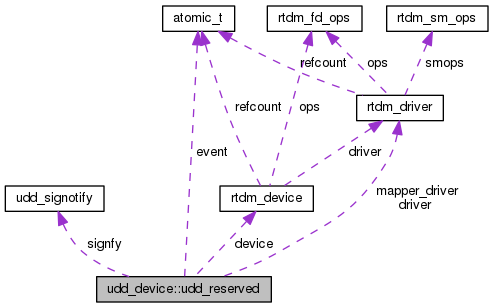 atomic_t
rtdm_fd_ops
rtdm_sm_ops
refcount
ops
smops
rtdm_driver
refcount
ops
event
driver
udd_signotify
rtdm_device
mapper_driver
driver
signfy
device
udd_device::udd_reserved